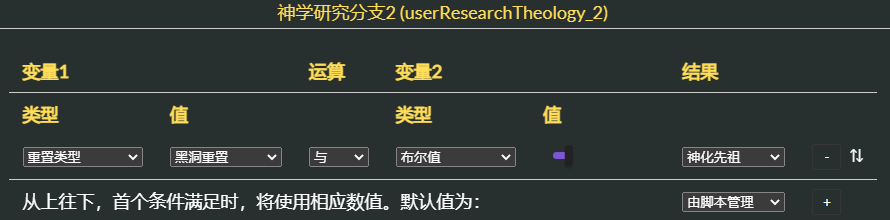 神学研究分支2 (userResearchTheology_2)
变量1 运算 变量2 结果
类型 值 类型 值
重置类型 黑洞重置 与 布尔值 神化先祖 - ⇅
从上往下，首个条件满足时，将使用相应数值。默认值为： 由脚本管理 +